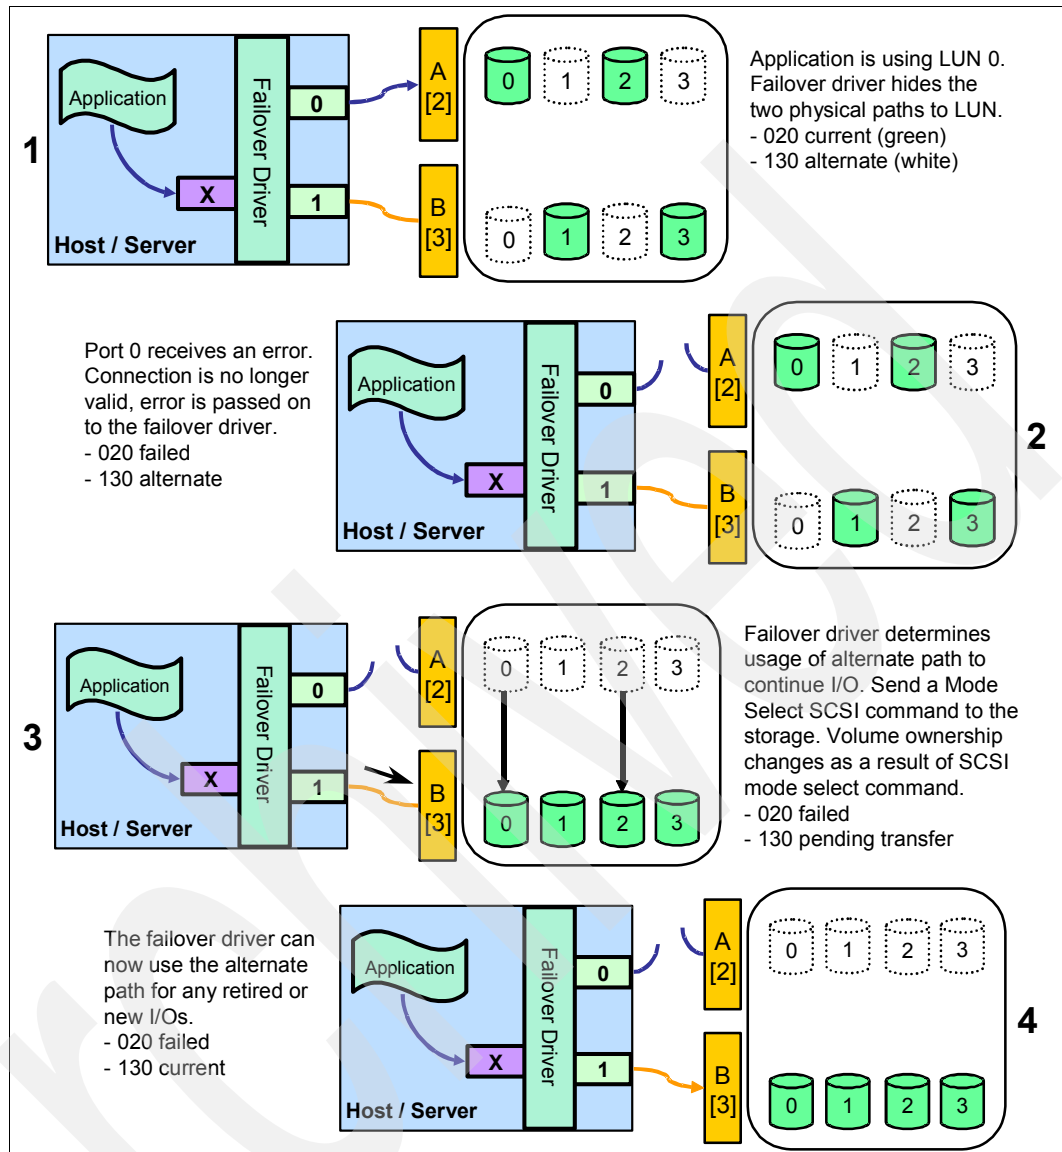 1
Application
Failover Driver
0
X
1
Host / Server
A
[2]
B
[3]
0 1 2 3
0 1 2 3
Application is using LUN 0.
Failover driver hides the
two physical paths to LUN.
- 020 current (green)
- 130 alternate (white)
Port 0 receives an error.
Connection is no longer
valid, error is passed on
to the failover driver.
- 020 failed
- 130 alternate
Application
Failover Driver
0
X
1
Host / Server
A
[2]
B
[3]
0 1 2 3
0 1 2 3
2
3
Application
Failover Driver
0
X
1
Host / Server
A
[2]
B
[3]
0 1 2 3
0 1 2 3
Failover driver determines
usage of alternate path to
continue I/O. Send a Mode
Select SCSI command to the
storage. Volume ownership
changes as a result of SCSI
mode select command.
- 020 failed
- 130 pending transfer
The failover driver can
now use the alternate
path for any retired or
new I/Os.
- 020 failed
- 130 current
Application
Failover Driver
0
X
1
Host / Server
A
[2]
B
[3]
0 1 2 3
0 1 2 3
4